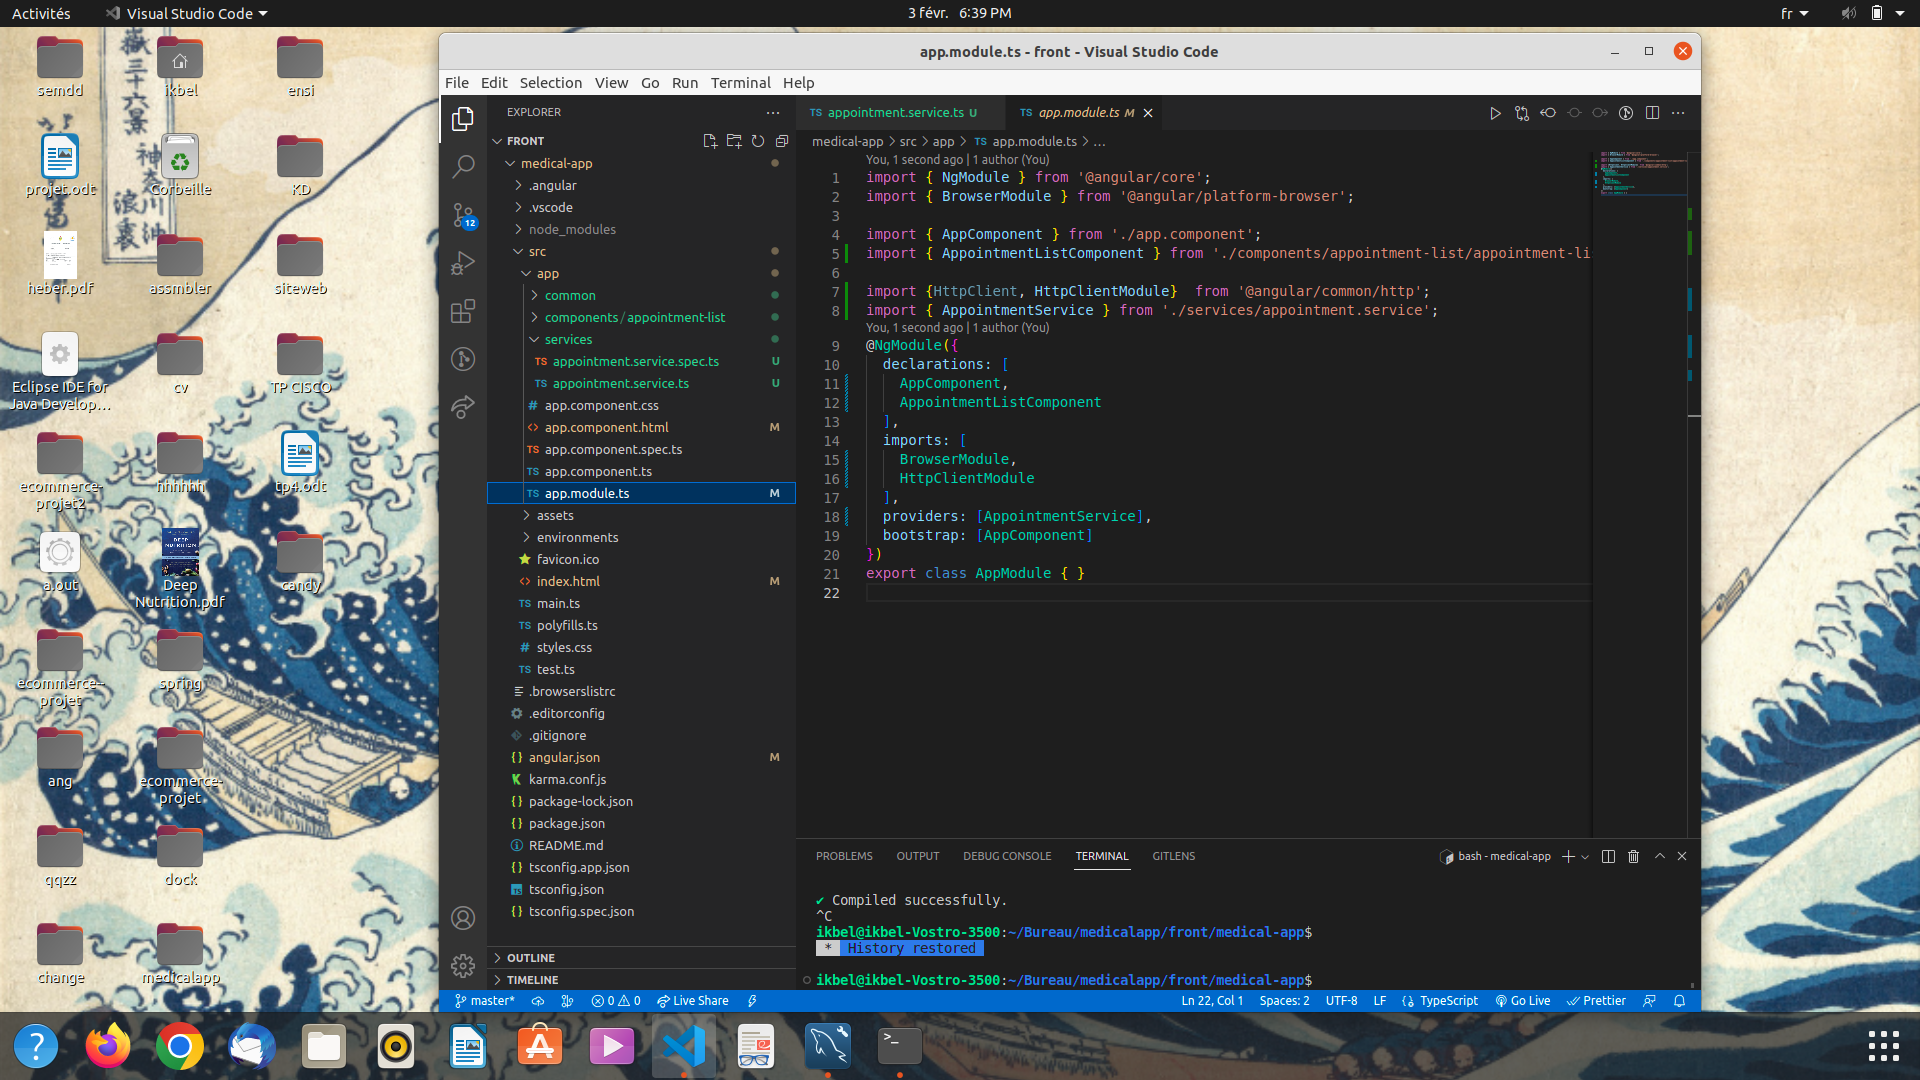 Activités
Visual Studio Code
3 févr. 6:39 PM
fr
semdd
ikbel
ensi
projet.odt
Corbeille
KD
heber.pdf
assmbler
siteweb
Eclipse IDE for
Java Develop...
cv
TP CISCO
ecommerce-
projet2
hhhhhh
tp4.odt
a.out
Deep
Nutrition.pdf
candy
ecommerce--
projet
spring
ang
ecommerce-
projet
qqzz
dock
change
medicalapp
app.module.ts - front - Visual Studio Code
File Edit Selection View Go Run Terminal Help
EXPLORER
FRONT
medical-app
.angular
.vscode
node_modules
src
app
common
components/appointment-list
services
TS appointment.service.spec.ts U
TS appointment.service.ts U
# app.component.css
<> app.component.html M
TS app.component.spec.ts
TS app.component.ts
TS app.module.ts M
assets
environments
favicon.ico
<> index.html M
TS main.ts
TS polyfills.ts
# styles.css
TS test.ts
.browserslistrc
.editorconfig
.gitignore
{} angular.json M
karma.conf.js
{} package-lock.json
{} package.json
README.md
{} tsconfig.app.json
TS tsconfig.json
{} tsconfig.spec.json
OUTLINE
TIMELINE
12
TS appointment.service.ts U
TS app.module.ts M
medical-app > src > app > TS app.module.ts > ...
You, 1 second ago | 1 author (You)
1 import { NgModule } from '@angular/core';
2 import { BrowserModule } from '@angular/platform-browser';
3
4 import { AppComponent } from './app.component';
5 import { AppointmentListComponent } from './components/appointment-list/appointment-li
6
7 import {HttpClient, HttpClientModule}  from '@angular/common/http';
8 import { AppointmentService } from './services/appointment.service';
You, 1 second ago | 1 author (You)
9 @NgModule({
10 declarations: [
11 AppComponent,
12 AppointmentListComponent
13 ],
14 imports: [
15 BrowserModule,
16 HttpClientModule
17 ],
18 providers: [AppointmentService],
19 bootstrap: [AppComponent]
20 })
21 export class AppModule { }
22
PROBLEMS OUTPUT DEBUG CONSOLE TERMINAL GITLENS
bash - medical-app
✔ Compiled successfully.
^C
ikbel@ikbel-Vostro-3500:~/Bureau/medicalapp/front/medical-app$
* History restored
ikbel@ikbel-Vostro-3500:~/Bureau/medicalapp/front/medical-app$
master* 0 0 Live Share
Ln 22, Col 1 Spaces: 2 UTF-8 LF {} TypeScript Go Live Prettier